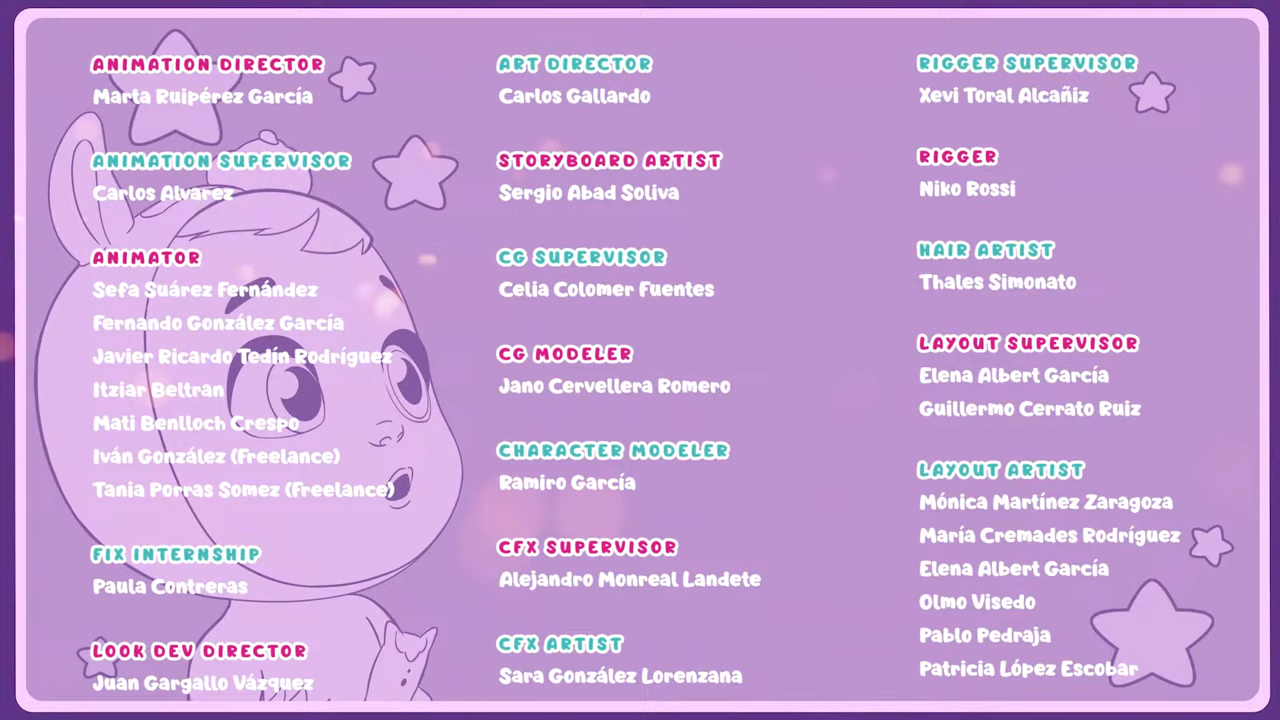 ANIMATION DIRECTOR
Marta Ruipérez García
ANIMATION SUPERVISOR
Carlos Alvarez
ANIMATOR
Sefa Suárez Fernández
Fernando González García
Javier Ricardo Tedín Rodríguez
Itziar Beltran
Mati Benlloch Crespo
Iván González (Freelance)
Tania Porras Somez (Freelance)
FIX INTERNSHIP
Paula Contreras
LOOK DEV DIRECTOR
Juan Gargallo Vázquez
ART DIRECTOR
Carlos Gallardo
STORYBOARD ARTIST
Sergio Abad Soliva
CG SUPERVISOR
Celia Colomer Fuentes
CG MODELER
Jano Cervellera Romero
CHARACTER MODELER
Ramiro García
CFX SUPERVISOR
Alejandro Monreal Landete
CFX ARTIST
Sara González Lorenzana
RIGGER SUPERVISOR
Xevi Toral Alcañiz
RIGGER
Niko Rossi
HAIR ARTIST
Thales Simonato
LAYOUT SUPERVISOR
Elena Albert García
Guillermo Cerrato Ruiz
LAYOUT ARTIST
Mónica Martínez Zaragoza
María Cremades Rodríguez
Elena Albert García
Olmo Visedo
Pablo Pedraja
Patricia López Escobar